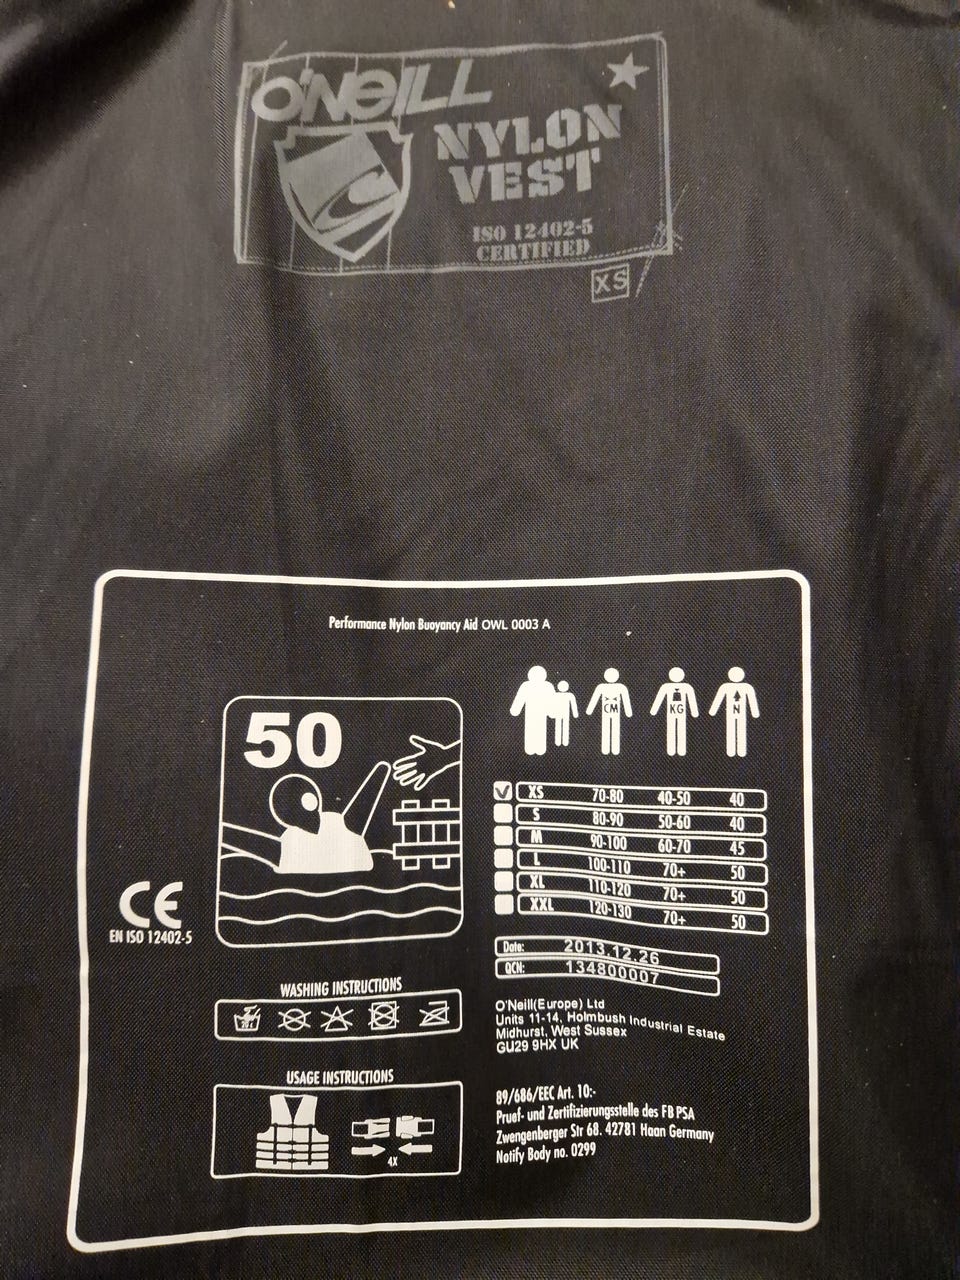 O'NEILL
NYLON
VEST
ISO 12402-5
CERTIFIED
XS
Performance Nylon Buoyancy Aid OWL 0003 A
50
CM KG N
XS 70-80 40-50 40
S 80-90 50-60 40
M 90-100 60-70 45
L 100-110 70+ 50
XL 110-120 70+ 50
XXL 120-130 70+ 50
CE
EN ISO 12402-5
Date: 2013.12.26
QCN: 134800007
WASHING INSTRUCTIONS
O'Neill(Europe) Ltd
Units 11-14, Holmbush Industrial Estate
Midhurst, West Sussex
GU29 9HX UK
USAGE INSTRUCTIONS
4X
89/686/EEC Art. 10:-
Pruef- und Zertifizierungsstelle des FB PSA
Zwengenberger Str 68. 42781 Haan Germany
Notify Body no. 0299